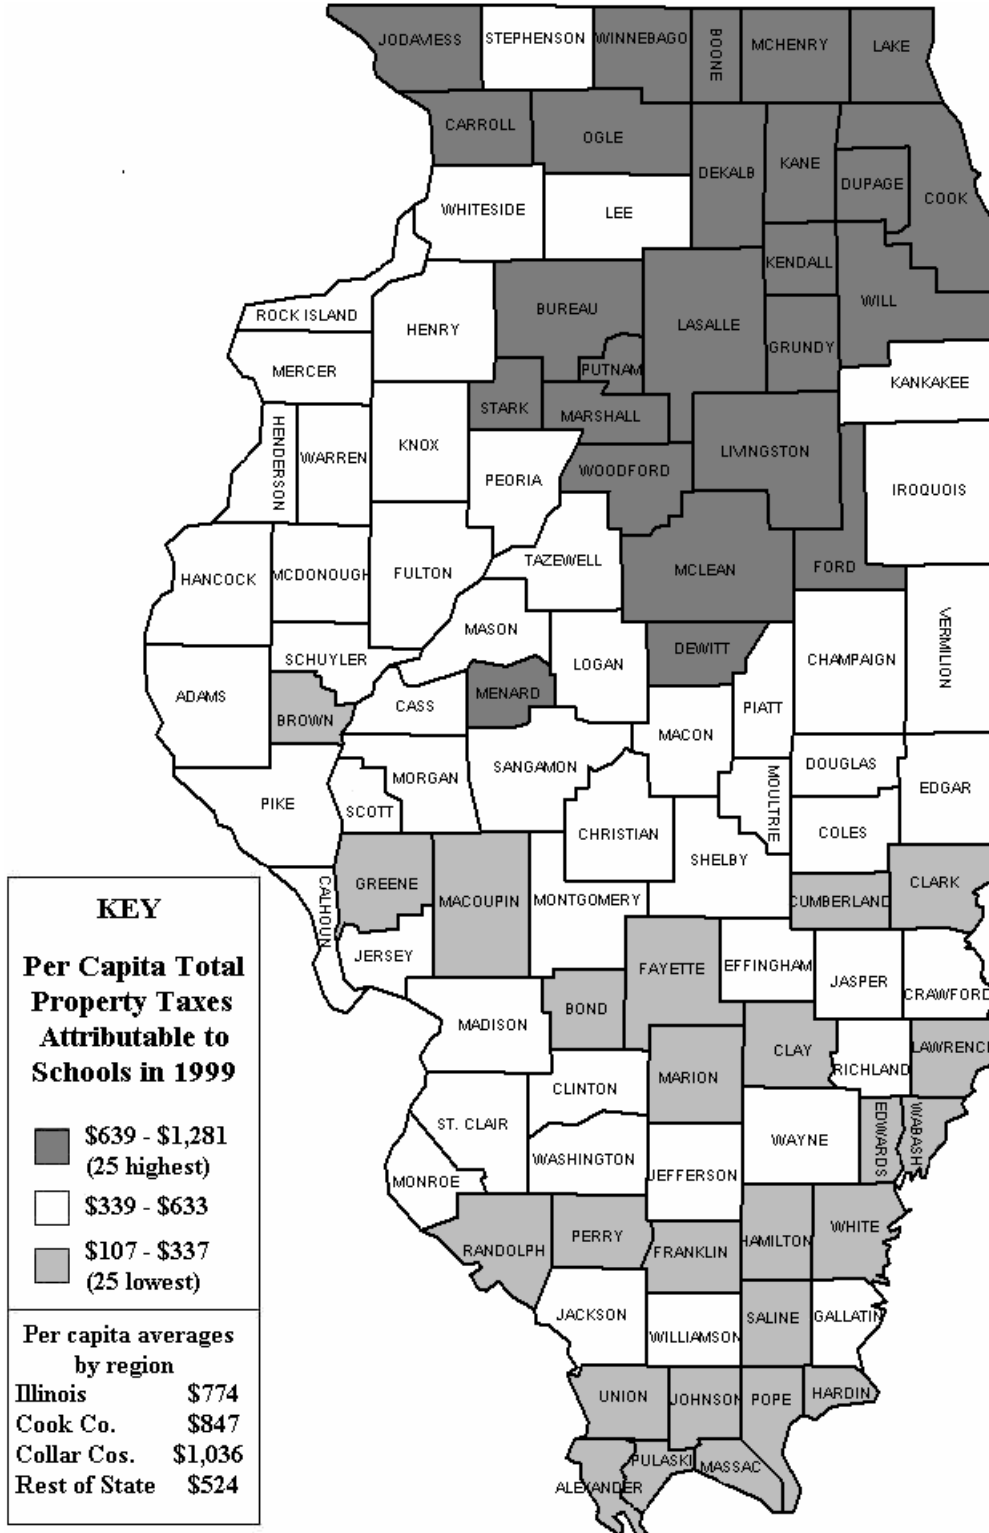 JODAVIESS
STEPHENSON
WINNEBAGO
BOONE
MCHENRY
LAKE
CARROLL
OGLE
DEKALB
KANE
DUPAGE
COOK
WHITESIDE
LEE
KENDALL
WILL
ROCK ISLAND
HENRY
BUREAU
LASALLE
GRUNDY
MERCER
PUTNAM
KANKAKEE
HENDERSON
WARREN
KNOX
STARK
MARSHALL
PEORIA
WOODFORD
LIVINGSTON
IROQUOIS
HANCOCK
MCDONOUGH
FULTON
TAZEWELL
MCLEAN
FORD
VERMILION
SCHUYLER
MASON
LOGAN
DEWITT
CHAMPAIGN
ADAMS
BROWN
CASS
MENARD
PIATT
MACON
PIKE
SCOTT
MORGAN
SANGAMON
MOULTRIE
DOUGLAS
EDGAR
CHRISTIAN
SHELBY
COLES
CALHOUN
GREENE
MACOUPIN
MONTGOMERY
CUMBERLAND
CLARK
JERSEY
FAYETTE
EFFINGHAM
JASPER
CRAWFORD
MADISON
BOND
CLAY
RICHLAND
LAWRENCE
CLINTON
MARION
ST. CLAIR
WASHINGTON
WAYNE
EDWARDS
WABASH
MONROE
JEFFERSON
RANDOLPH
PERRY
FRANKLIN
HAMILTON
WHITE
JACKSON
WILLIAMSON
SALINE
GALLATIN
UNION
JOHNSON
POPE
HARDIN
ALEXANDER
PULASKI
MASSAC
KEY
Per Capita Total
Property Taxes
Attributable to
Schools in 1999
$639 - $1,281
(25 highest)
$339 - $633
$107 - $337
(25 lowest)
Per capita averages
by region
Illinois $774
Cook Co. $847
Collar Cos. $1,036
Rest of State $524